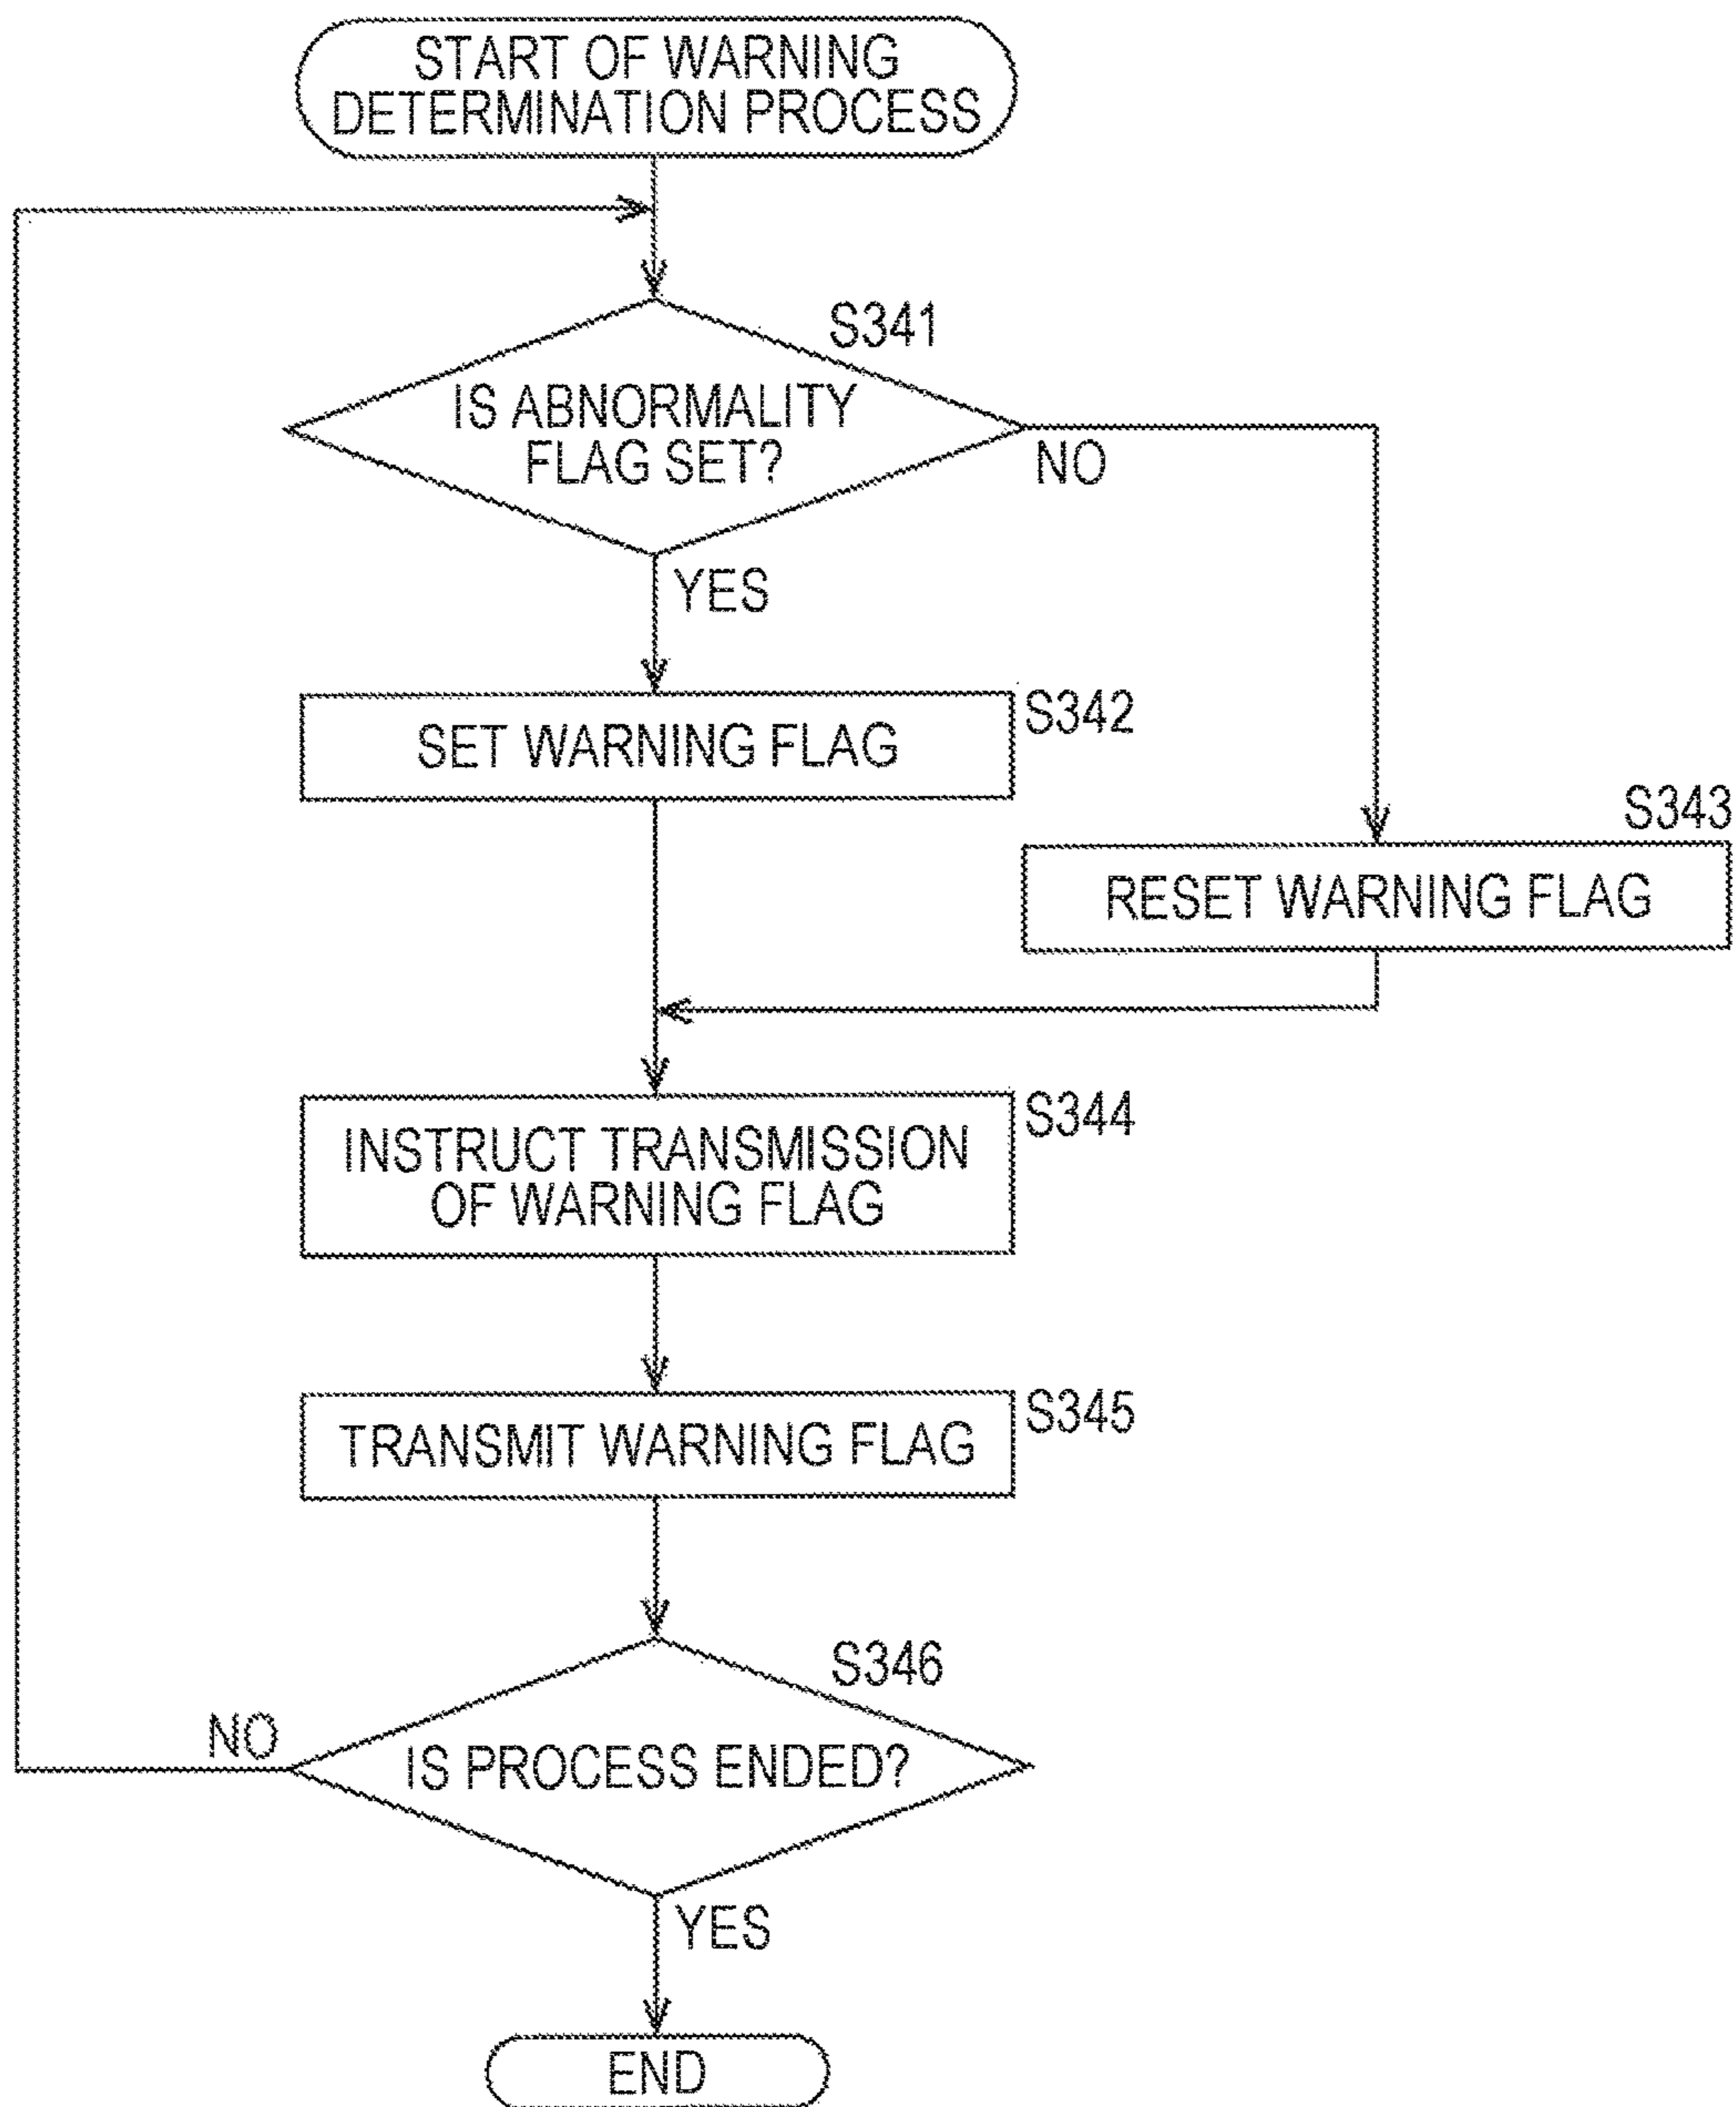 START OF WARNING
DETERMINATION PROCESS
S341
IS ABNORMALITY
FLAG SET?
NO
YES
S342
SET WARNING FLAG
S343
RESET WARNING FLAG
S344
INSTRUCT TRANSMISSION
OF WARNING FLAG
S345
TRANSMIT WARNING FLAG
S346
NO
IS PROCESS ENDED?
YES
END